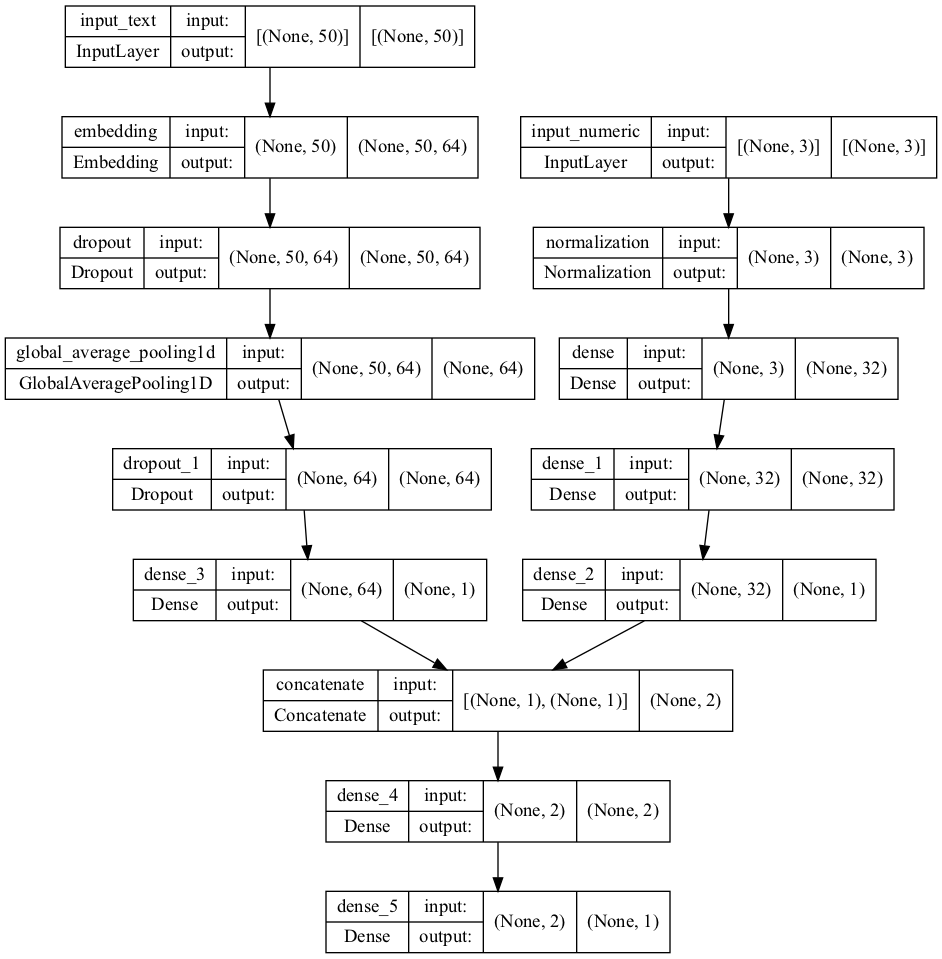 input_text input: [(None, 50)] [(None, 50)]
InputLayer output:
embedding input: (None, 50) (None, 50, 64)
Embedding output:
input_numeric input: [(None, 3)] [(None, 3)]
InputLayer output:
dropout input: (None, 50, 64) (None, 50, 64)
Dropout output:
normalization input: (None, 3) (None, 3)
Normalization output:
global_average_pooling1d input: (None, 50, 64) (None, 64)
GlobalAveragePooling1D output:
dense input: (None, 3) (None, 32)
Dense output:
dropout_1 input: (None, 64) (None, 64)
Dropout output:
dense_1 input: (None, 32) (None, 32)
Dense output:
dense_3 input: (None, 64) (None, 1)
Dense output:
dense_2 input: (None, 32) (None, 1)
Dense output:
concatenate input: [(None, 1), (None, 1)] (None, 2)
Concatenate output:
dense_4 input: (None, 2) (None, 2)
Dense output:
dense_5 input: (None, 2) (None, 1)
Dense output: